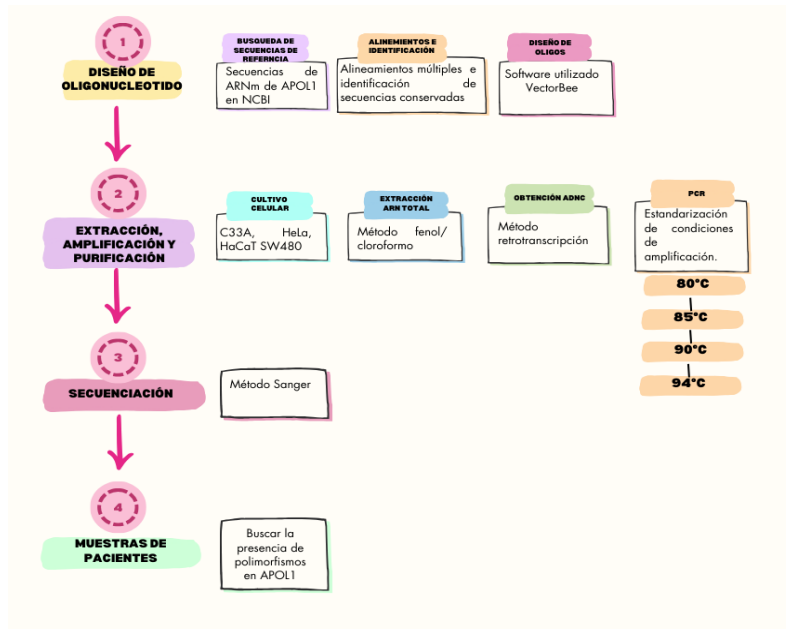 1
DISEÑO DE
OLIGONUCLEOTIDO
BUSQUEDA DE
SECUENCIAS DE
REFERNCIA
Secuencias de
ARNm de APOL1
en NCBI
ALINEMIENTOS E
IDENTIFICACIÓN
Alineamientos múltiples e
identificación de
secuencias conservadas
DISEÑO DE
OLIGOS
Software utilizado
VectorBee
2
EXTRACCIÓN,
AMPLIFICACIÓN Y
PURIFICACIÓN
CULTIVO
CELULAR
C33A, HeLa,
HaCaT SW480
EXTRACCIÓN
ARN TOTAL
Método fenol/
cloroformo
OBTENCIÓN ADNC
Método
retrotranscripción
PCR
Estandarización
de condiciones
de
amplificación.
80°C
85°C
90°C
94°C
3
SECUENCIACIÓN
Método Sanger
4
MUESTRAS DE
PACIENTES
Buscar la
presencia de
polimorfismos
en APOL1